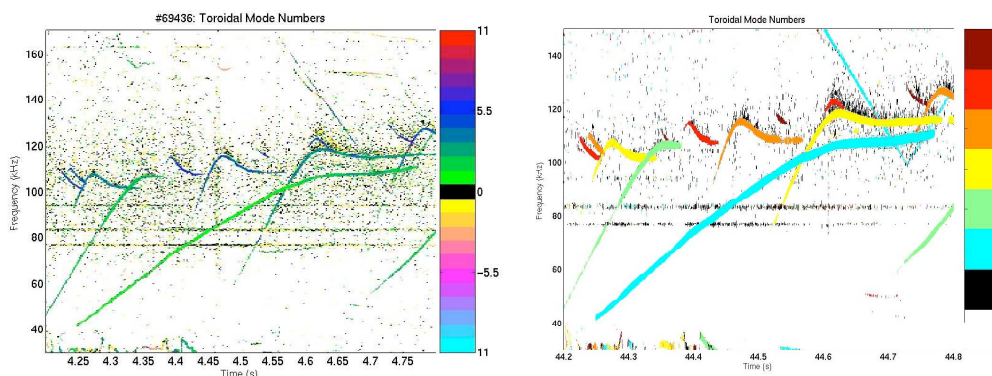 #69436: Toroidal Mode Numbers
Frequency (kHz)
160
140
120
100
80
60
40
4.25 4.3 4.35 4.4 4.45 4.5 4.55 4.6 4.65 4.7 4.75
Time (s)
11
5.5
0
−5.5
11
Toroidal Mode Numbers
Frequency (kHz)
140
120
100
80
60
40
44.2 44.3 44.4 44.5 44.6 44.7 44.8
Time (s)